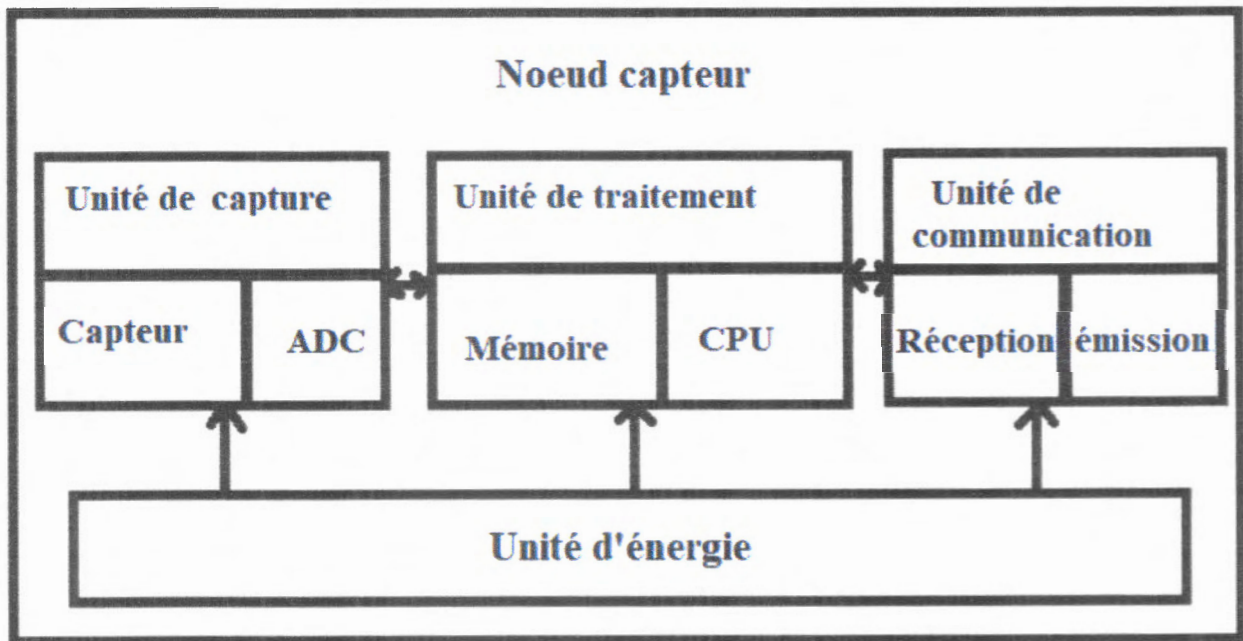 Noeud capteur
Unité de capture
Unité de traitement
Unité de
communication
Capteur
ADC
Mémoire
CPU
Réception
émission
Unité d'énergie